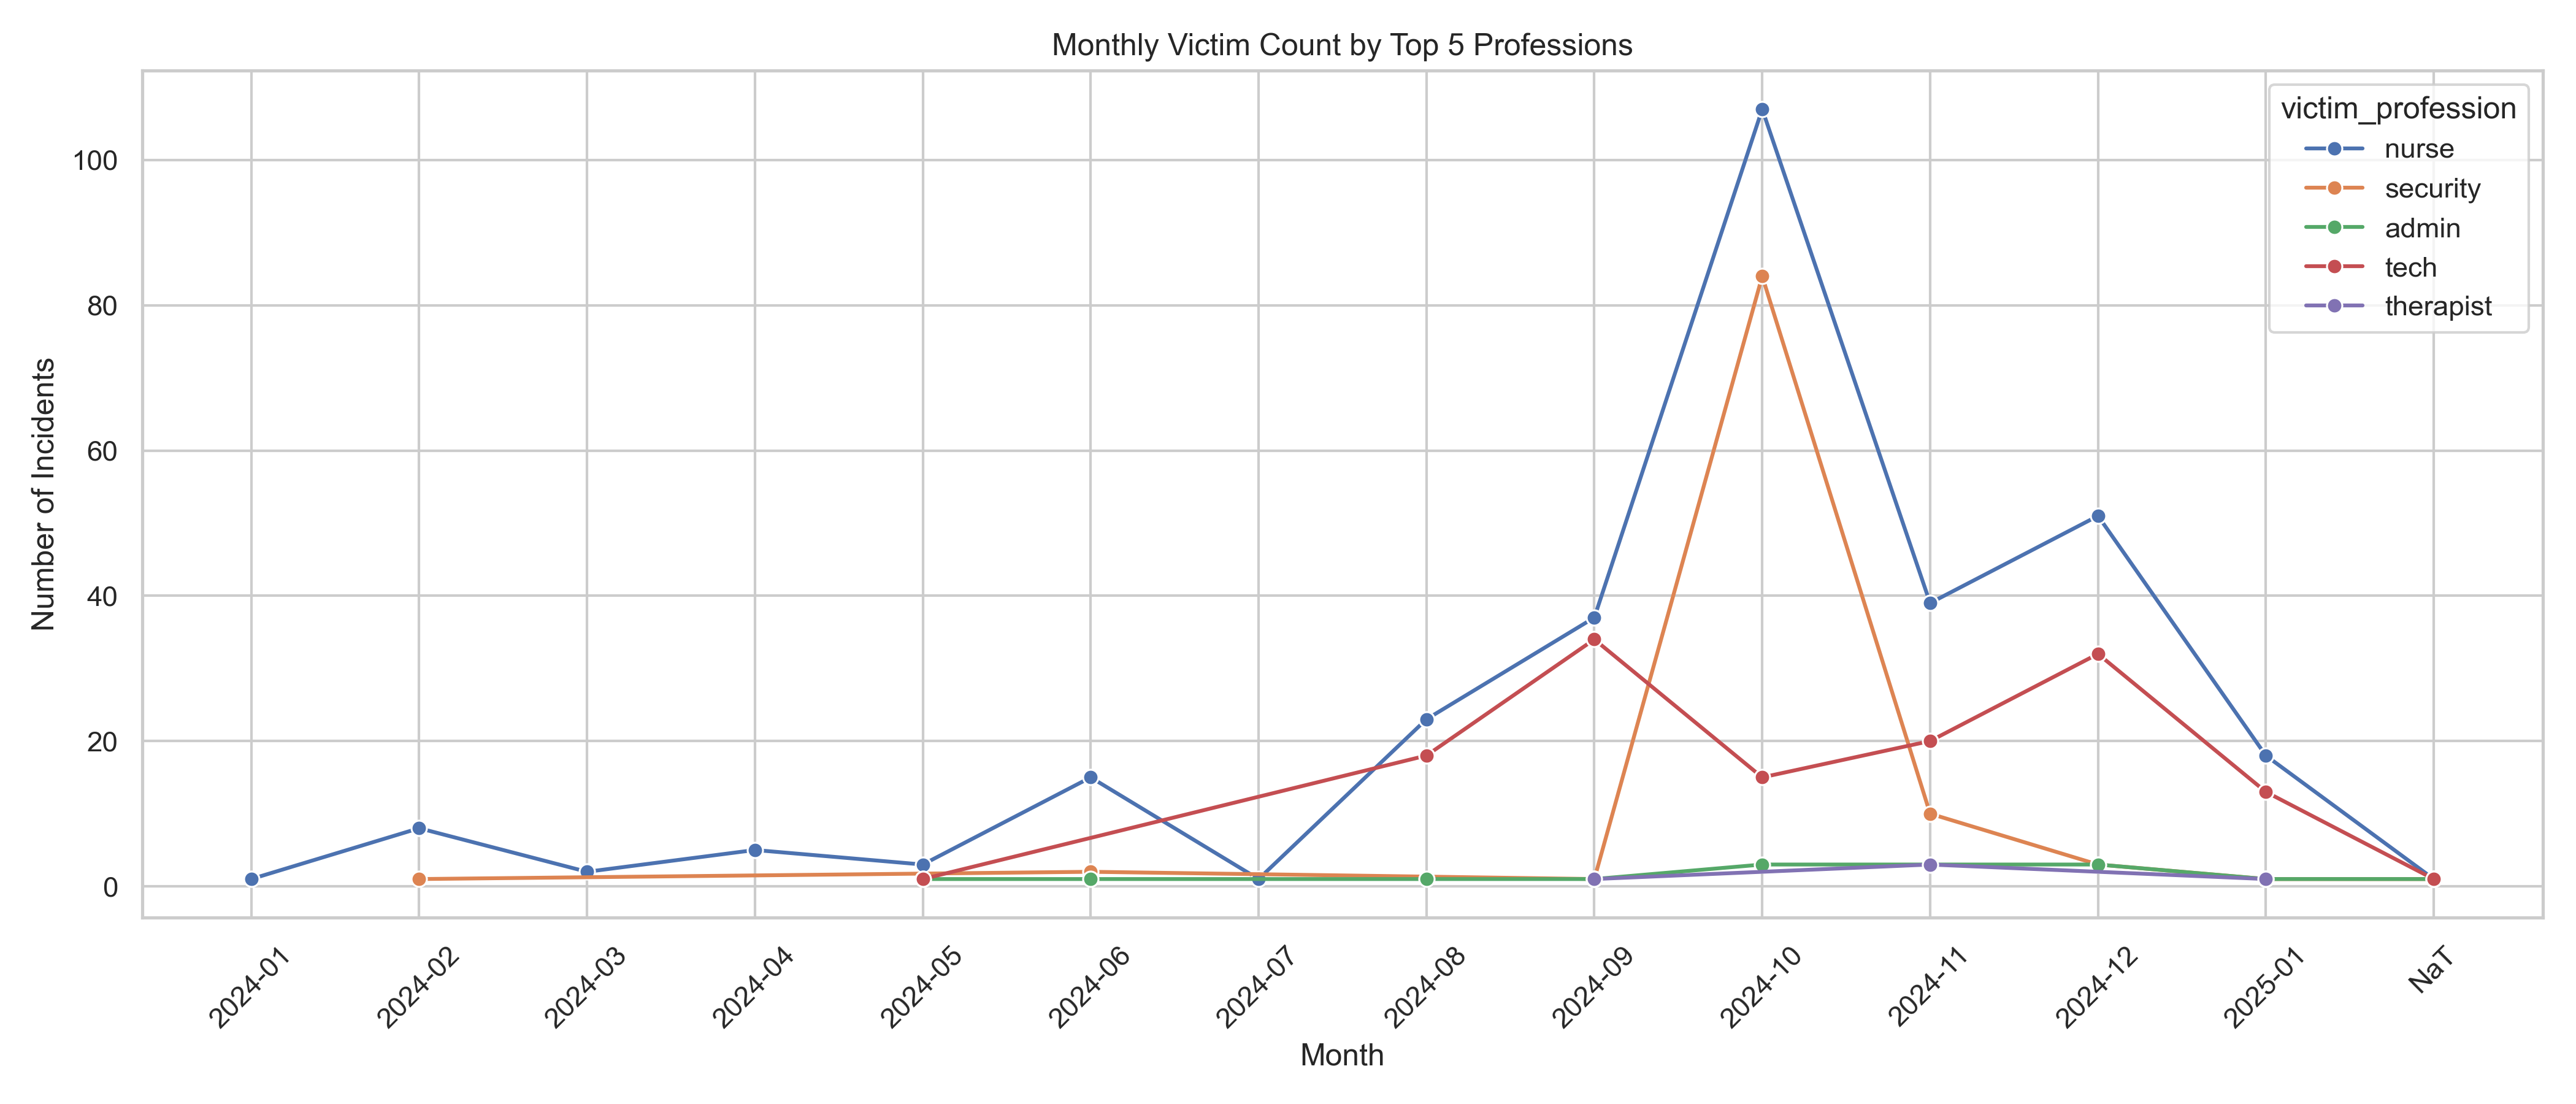 Monthly Victim Count by Top 5 Professions
victim_profession
nurse
security
admin
tech
therapist
Number of Incidents
100
80
60
40
20
0
2024-01
2024-02
2024-03
2024-04
2024-05
2024-06
2024-07
2024-08
2024-09
2024-10
2024-11
2024-12
2025-01
NaT
Month